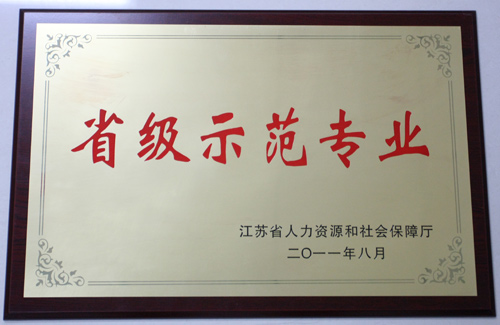 省级示范专业
江苏省人力资源和社会保障厅
二〇一一年八月